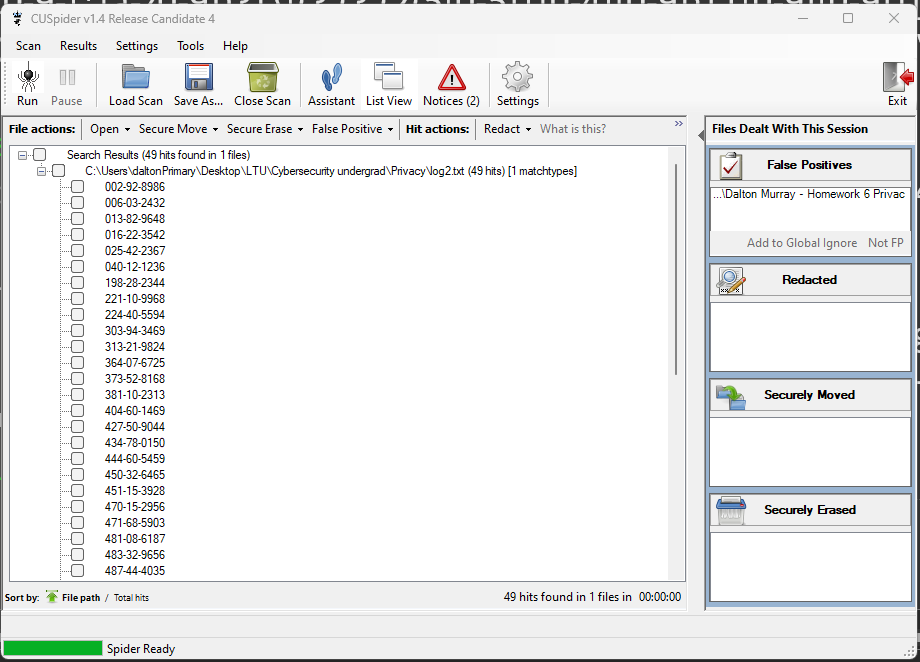 CUSpider v1.4 Release Candidate 4
Scan Results Settings Tools Help
Run Pause Load Scan Save As... Close Scan Assistant List View Notices (2) Settings Exit
File actions: Open Secure Move Secure Erase False Positive Hit actions: Redact What is this? »
Search Results (49 hits found in 1 files)
C:\Users\daltonPrimary\Desktop\LTU\Cybersecurity undergrad\Privacy\log2.txt (49 hits) [1 matchtypes]
002-92-8986
006-03-2432
013-82-9648
016-22-3542
025-42-2367
040-12-1236
198-28-2344
221-10-9968
224-40-5594
303-94-3469
313-21-9824
364-07-6725
373-52-8168
381-10-2313
404-60-1469
427-50-9044
434-78-0150
444-60-5459
450-32-6465
451-15-3928
470-15-2956
471-68-5903
481-08-6187
483-32-9656
487-44-4035
Sort by: File path / Total hits
49 hits found in 1 files in 00:00:00
Files Dealt With This Session
False Positives
...\Dalton Murray - Homework 6 Privac
Add to Global Ignore Not FP
Redacted
Securely Moved
Securely Erased
Spider Ready